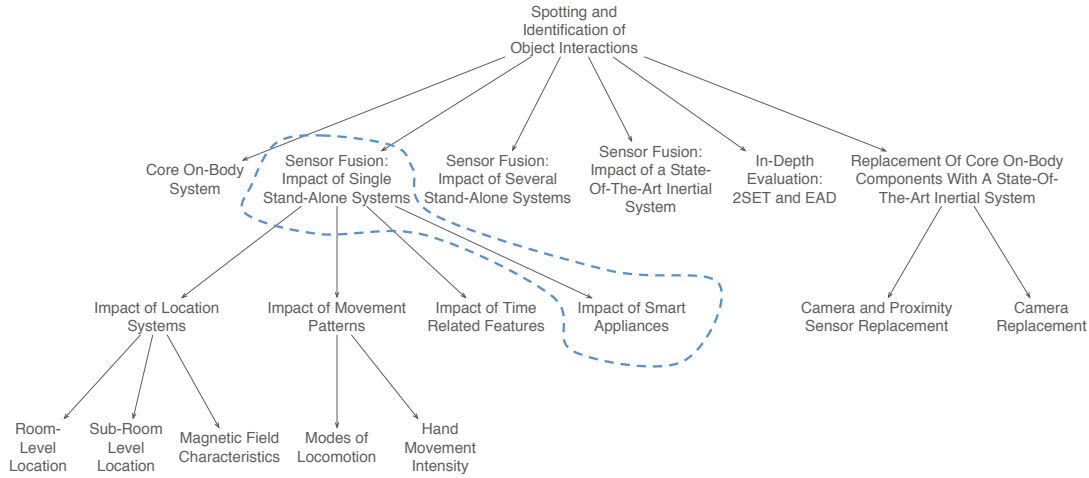 Spotting and
Identification of
Object Interactions
Core On-Body
System
Sensor Fusion:
Impact of Single
Stand-Alone Systems
Sensor Fusion:
Impact of Several
Stand-Alone Systems
Sensor Fusion:
Impact of a State-
Of-The-Art Inertial
System
In-Depth
Evaluation:
2SET and EAD
Replacement Of Core On-Body
Components With A State-Of-
The-Art Inertial System
Impact of Location
Systems
Impact of Movement
Patterns
Impact of Time
Related Features
Impact of Smart
Appliances
Camera and Proximity
Sensor Replacement
Camera
Replacement
Room-
Level
Location
Sub-Room
Level
Location
Magnetic Field
Characteristics
Modes of
Locomotion
Hand
Movement
Intensity